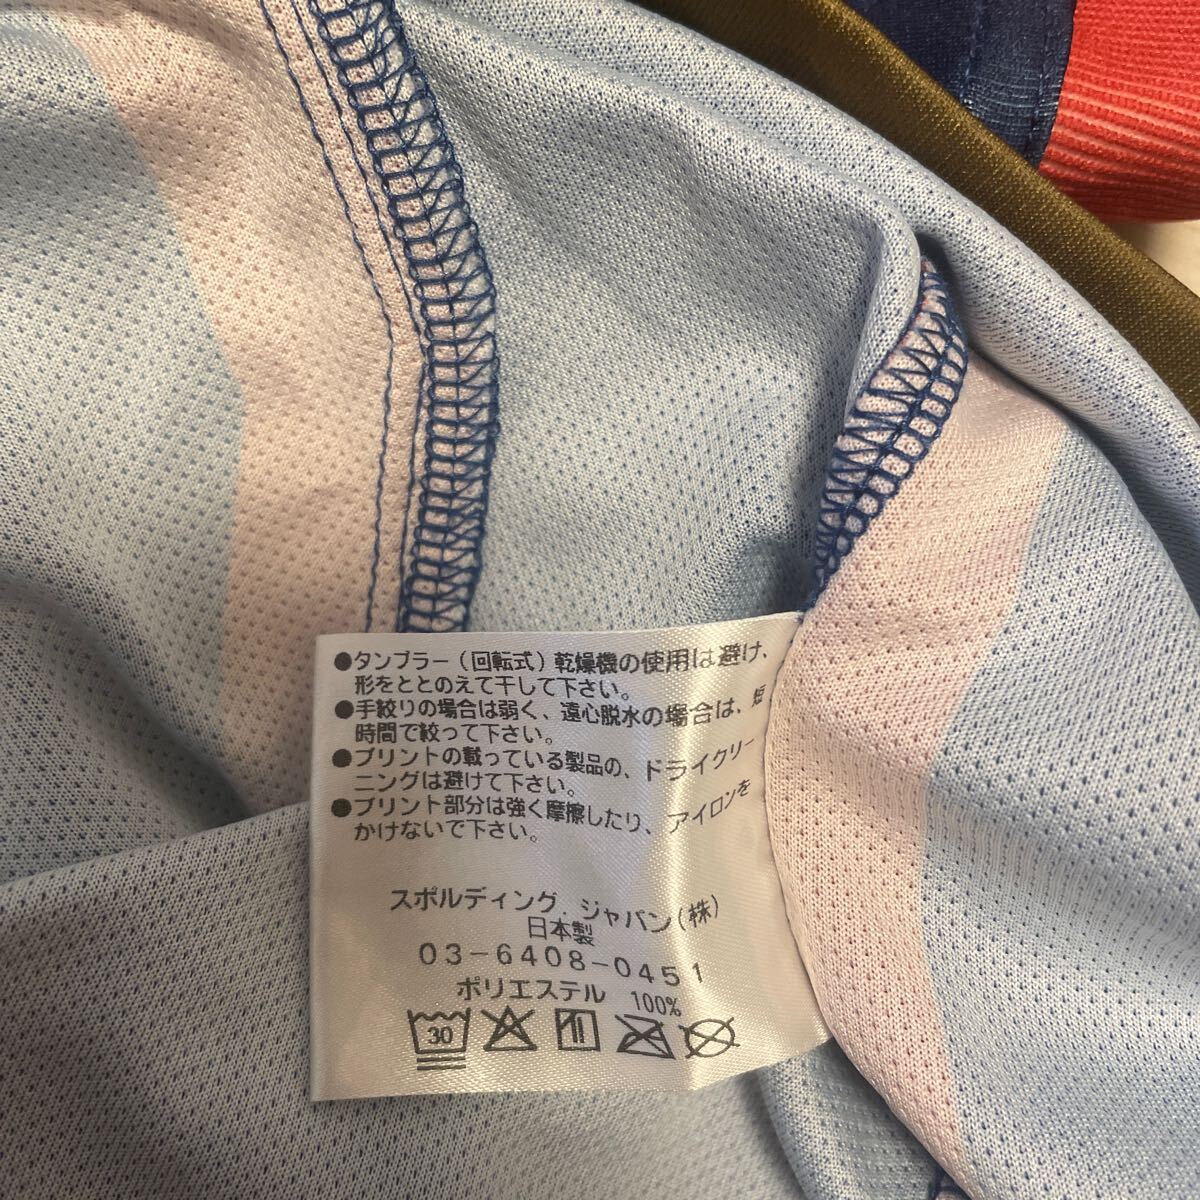 ●タンブラー(回転式)乾燥機の使用は避け、
形をととのえて干して下さい。
●手絞りの場合は弱く、遠心脱水の場合は、短
時間で絞って下さい。
●プリントの載っている製品の、ドライクリー
ニングは避けて下さい。
●プリント部分は強く摩擦したり、アイロンを
かけないで下さい。
スポルディング.ジャパン(株)
日本製
03-6408-0451
ポリエステル 100%
30